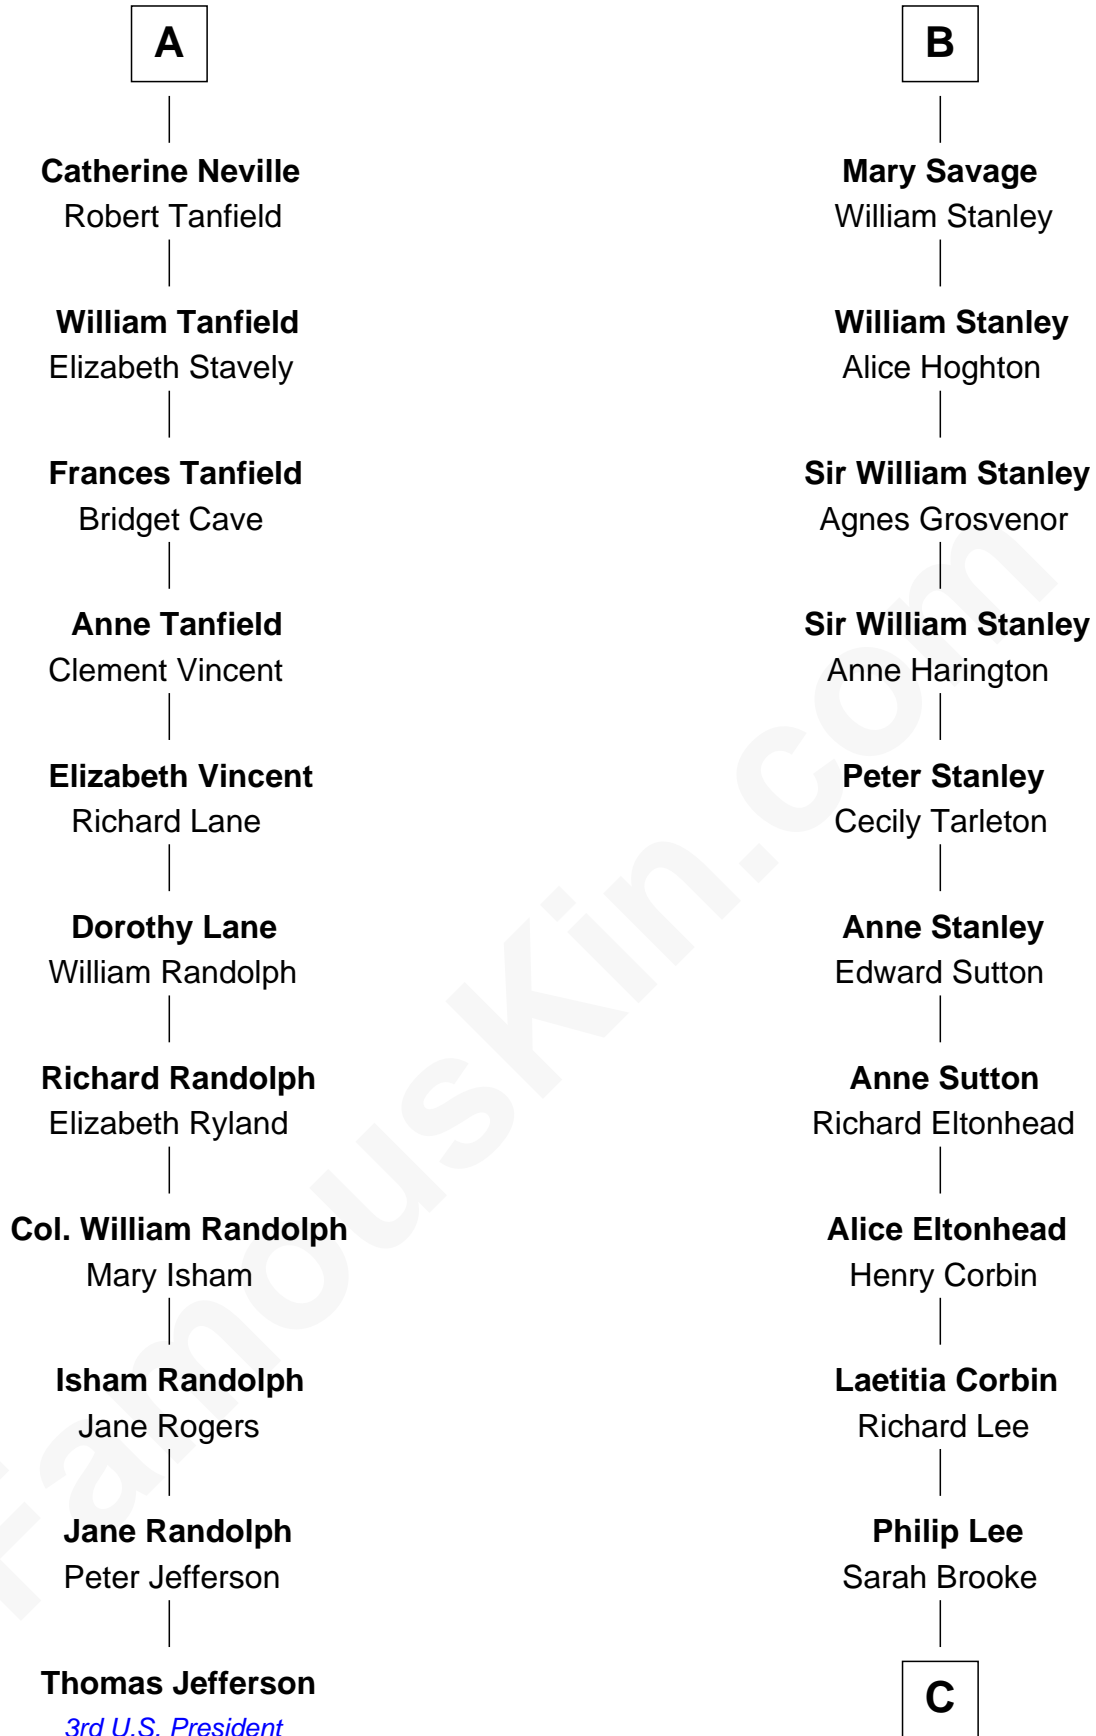 A
Catherine Neville
Robert Tanfield
William Tanfield
Elizabeth Stavely
Frances Tanfield
Bridget Cave
Anne Tanfield
Clement Vincent
Elizabeth Vincent
Richard Lane
Dorothy Lane
William Randolph
Richard Randolph
Elizabeth Ryland
Col. William Randolph
Mary Isham
Isham Randolph
Jane Rogers
Jane Randolph
Peter Jefferson
Thomas Jefferson
3rd U.S. President
B
Mary Savage
William Stanley
William Stanley
Alice Hoghton
Sir William Stanley
Agnes Grosvenor
Sir William Stanley
Anne Harington
Peter Stanley
Cecily Tarleton
Anne Stanley
Edward Sutton
Anne Sutton
Richard Eltonhead
Alice Eltonhead
Henry Corbin
Laetitia Corbin
Richard Lee
Philip Lee
Sarah Brooke
C
FamousKin.com